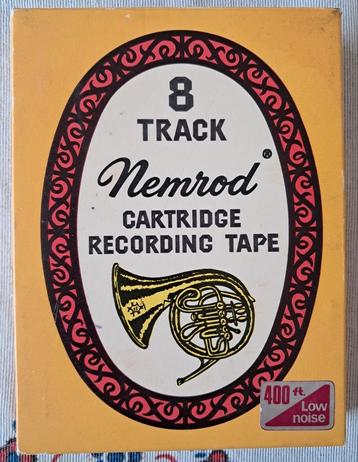 8
TRACK
Nemrod®
CARTRIDGE
RECORDING TAPE
400 ft.
Low
noise